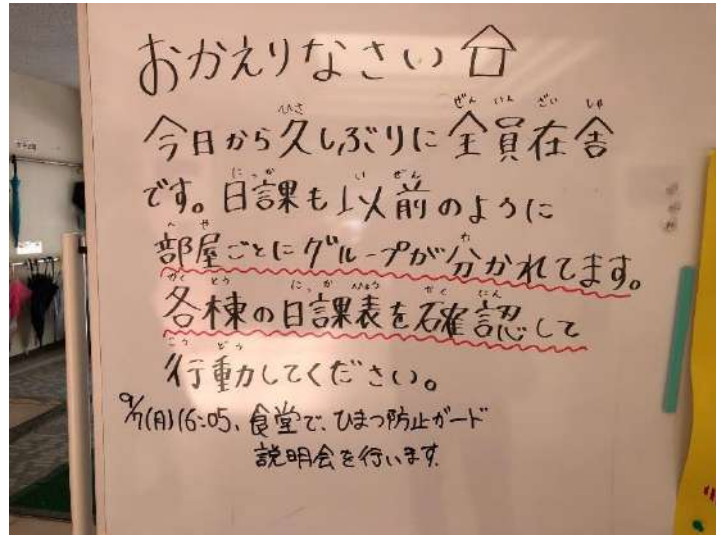 おかえりなさい
今日から久しぶりに全員在舎
です。日課も以前のように
部屋ごとにグループが分かれてます。
各棟の日課表を確認して
行動してください。
9/7(月)16:05、食堂で、ひまつ防止ガード
説明会を行います